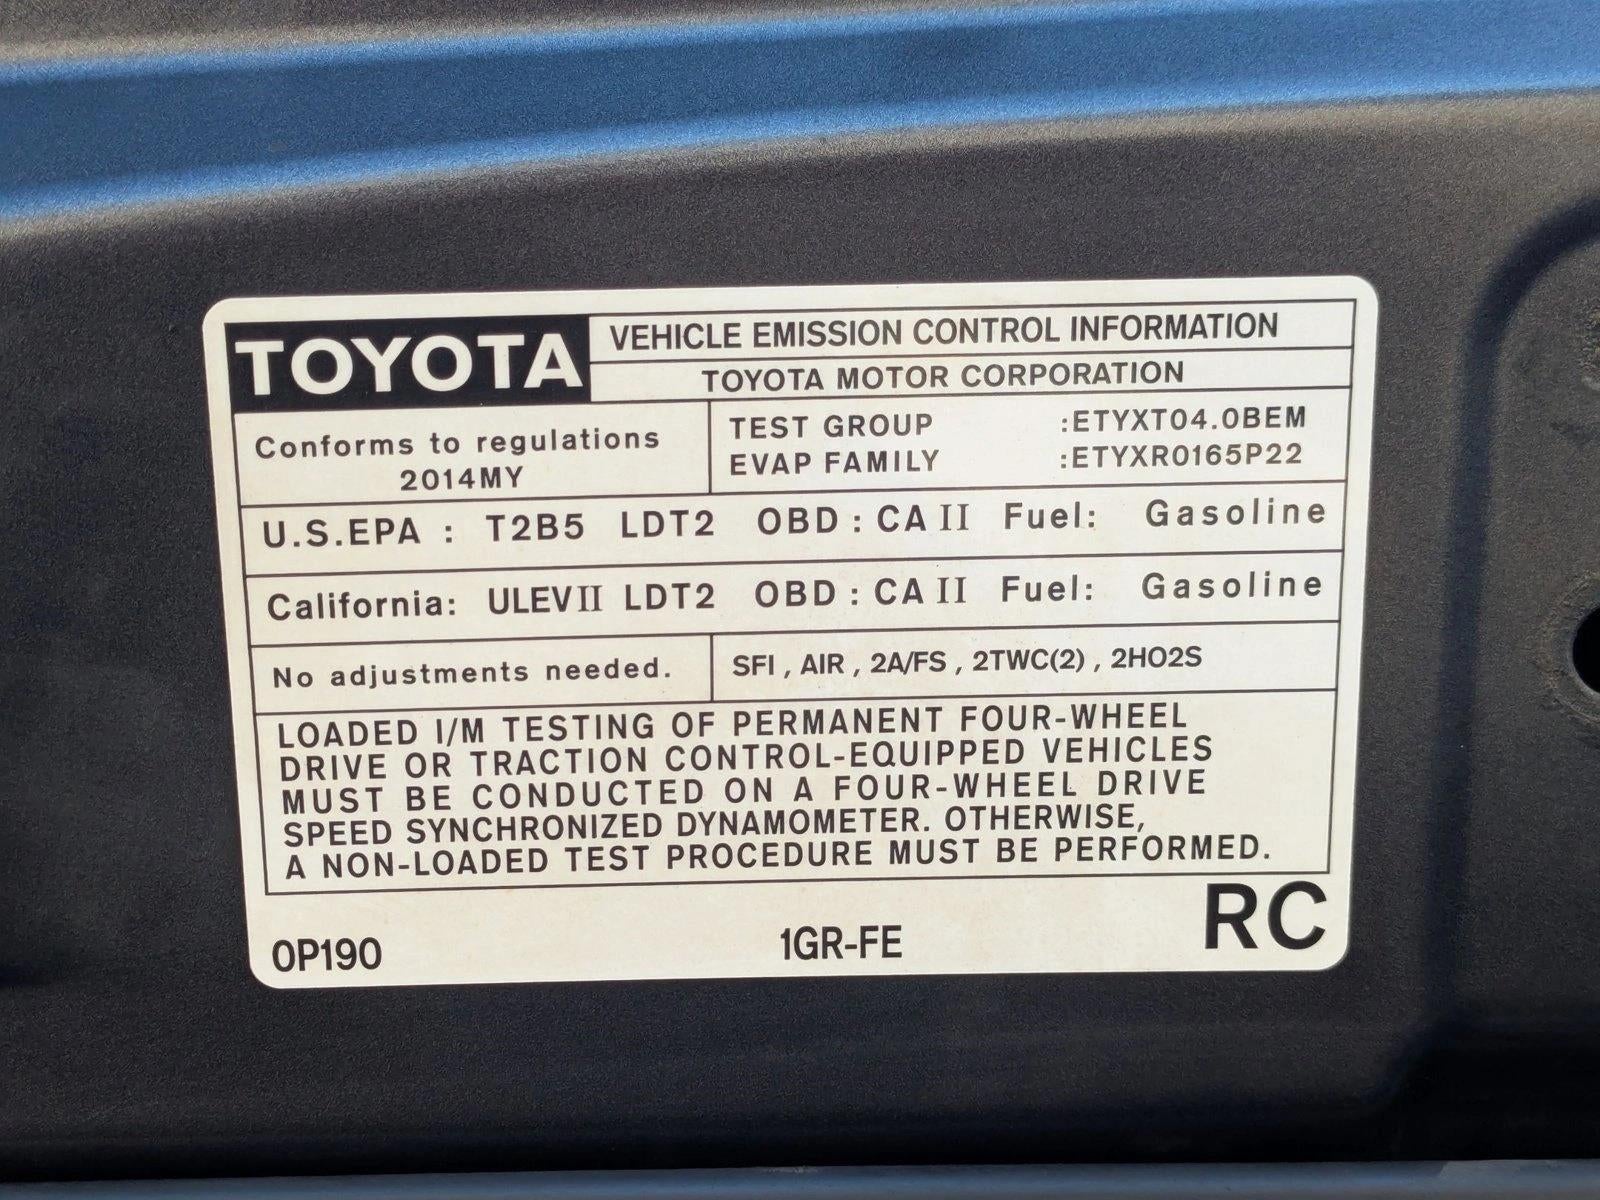 TOYOTA VEHICLE EMISSION CONTROL INFORMATION
TOYOTA MOTOR CORPORATION
Conforms to regulations
2014MY
TEST GROUP :ETYXT04.0BEM
EVAP FAMILY :ETYXR0165P22
U.S.EPA : T2B5 LDT2 OBD : CA II Fuel: Gasoline
California: ULEV II LDT2 OBD : CA II Fuel: Gasoline
No adjustments needed.
SFI , AIR , 2A/FS , 2TWC(2) , 2HO2S
LOADED I/M TESTING OF PERMANENT FOUR-WHEEL
DRIVE OR TRACTION CONTROL-EQUIPPED VEHICLES
MUST BE CONDUCTED ON A FOUR-WHEEL DRIVE
SPEED SYNCHRONIZED DYNAMOMETER. OTHERWISE,
A NON-LOADED TEST PROCEDURE MUST BE PERFORMED.
0P190 1GR-FE RC